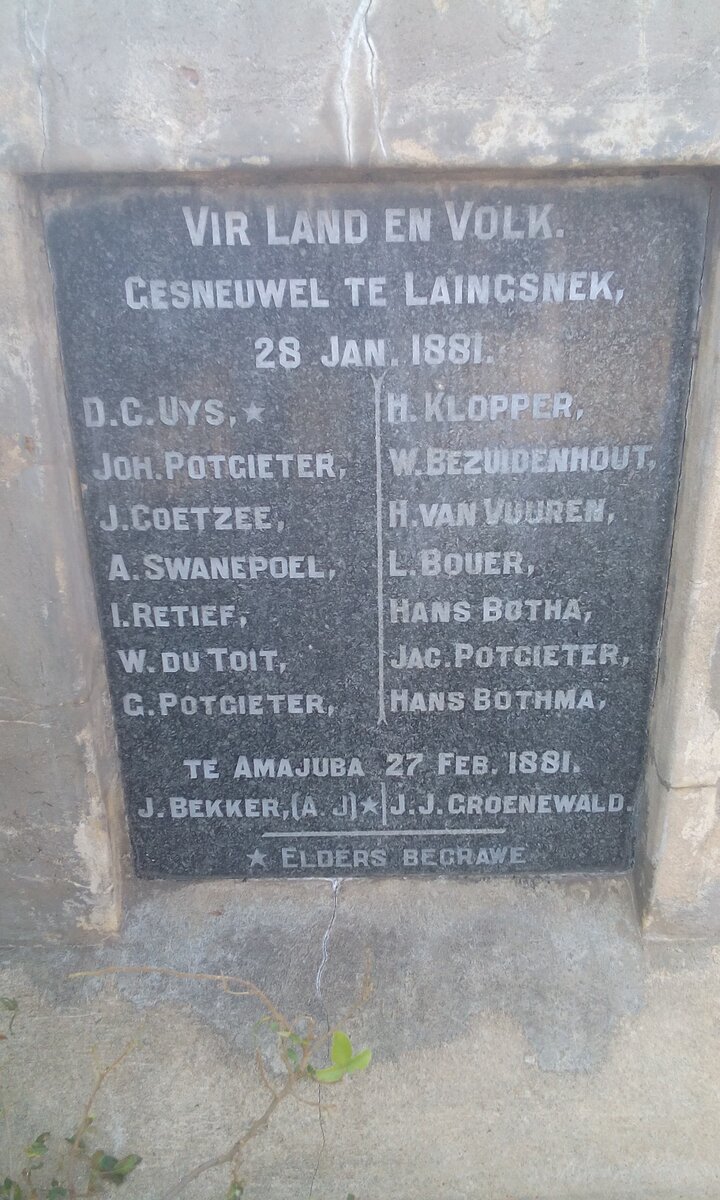 VIR LAND EN VOLK.
GESNEUWEL TE LAINGSNEK,
28 JAN. 1881.
D.C. UYS,★ H. KLOPPER,
JOH. POTGIETER, W. BEZUIDENHOUT,
J. COETZEE, H. VAN VUUREN,
A. SWANEPOEL, L. BOUER,
I. RETIEF, HANS BOTHA,
W. DU TOIT, JAC. POTGIETER,
G. POTGIETER, HANS BOTHMA,
TE AMAJUBA 27 FEB. 1881.
J. BEKKER, (A. J)★ J. J. GROENEWALD.
★ ELDERS BEGRAWE